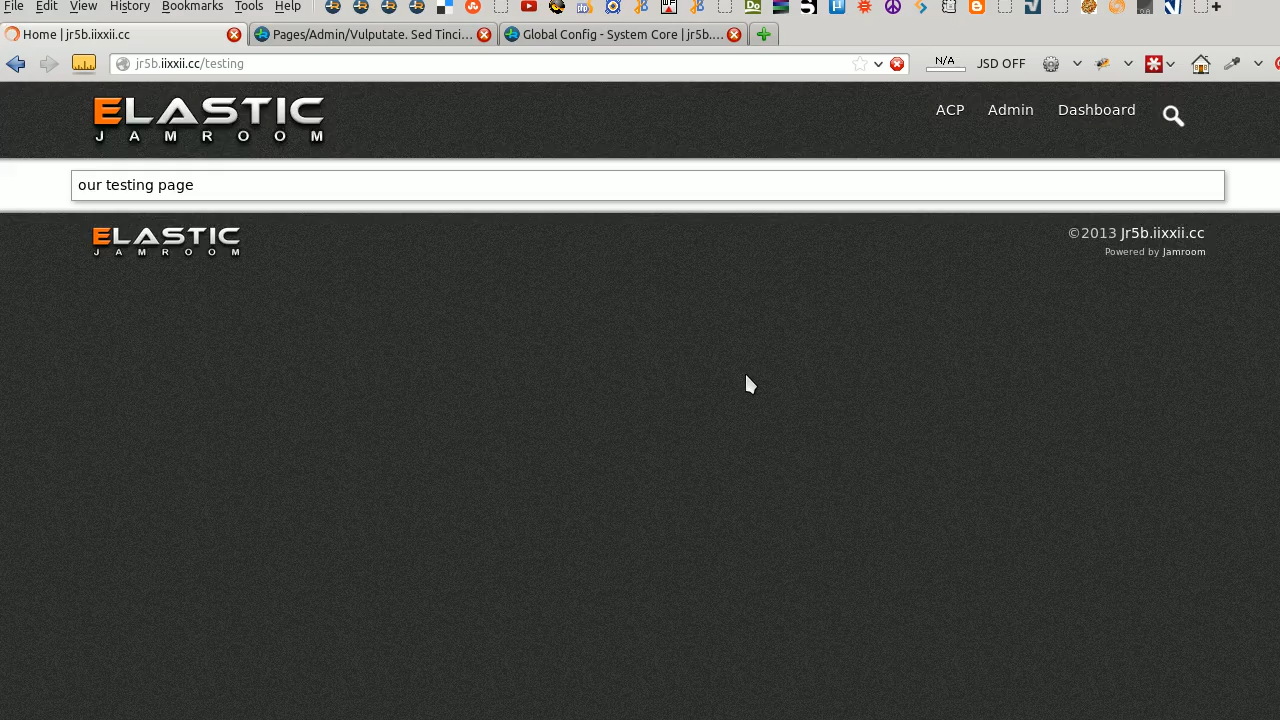 File Edit View History Bookmarks Tools Help
Home | jr5b.iixxii.cc
Pages/Admin/Vulputate. Sed Tinci...
Global Config - System Core | jr5b....
jr5b.iixxii.cc/testing
N/A
JSD OFF
ELASTIC
JAMROOM
ACP Admin Dashboard
our testing page
ELASTIC
JAMROOM
©2013 Jr5b.iixxii.cc
Powered by Jamroom